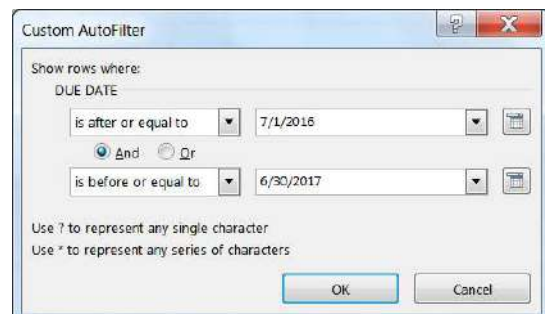 Custom AutoFilter
Show rows where:
DUE DATE
is after or equal to 7/1/2016
And Or
is before or equal to 6/30/2017
Use ? to represent any single character
Use * to represent any series of characters
OK Cancel